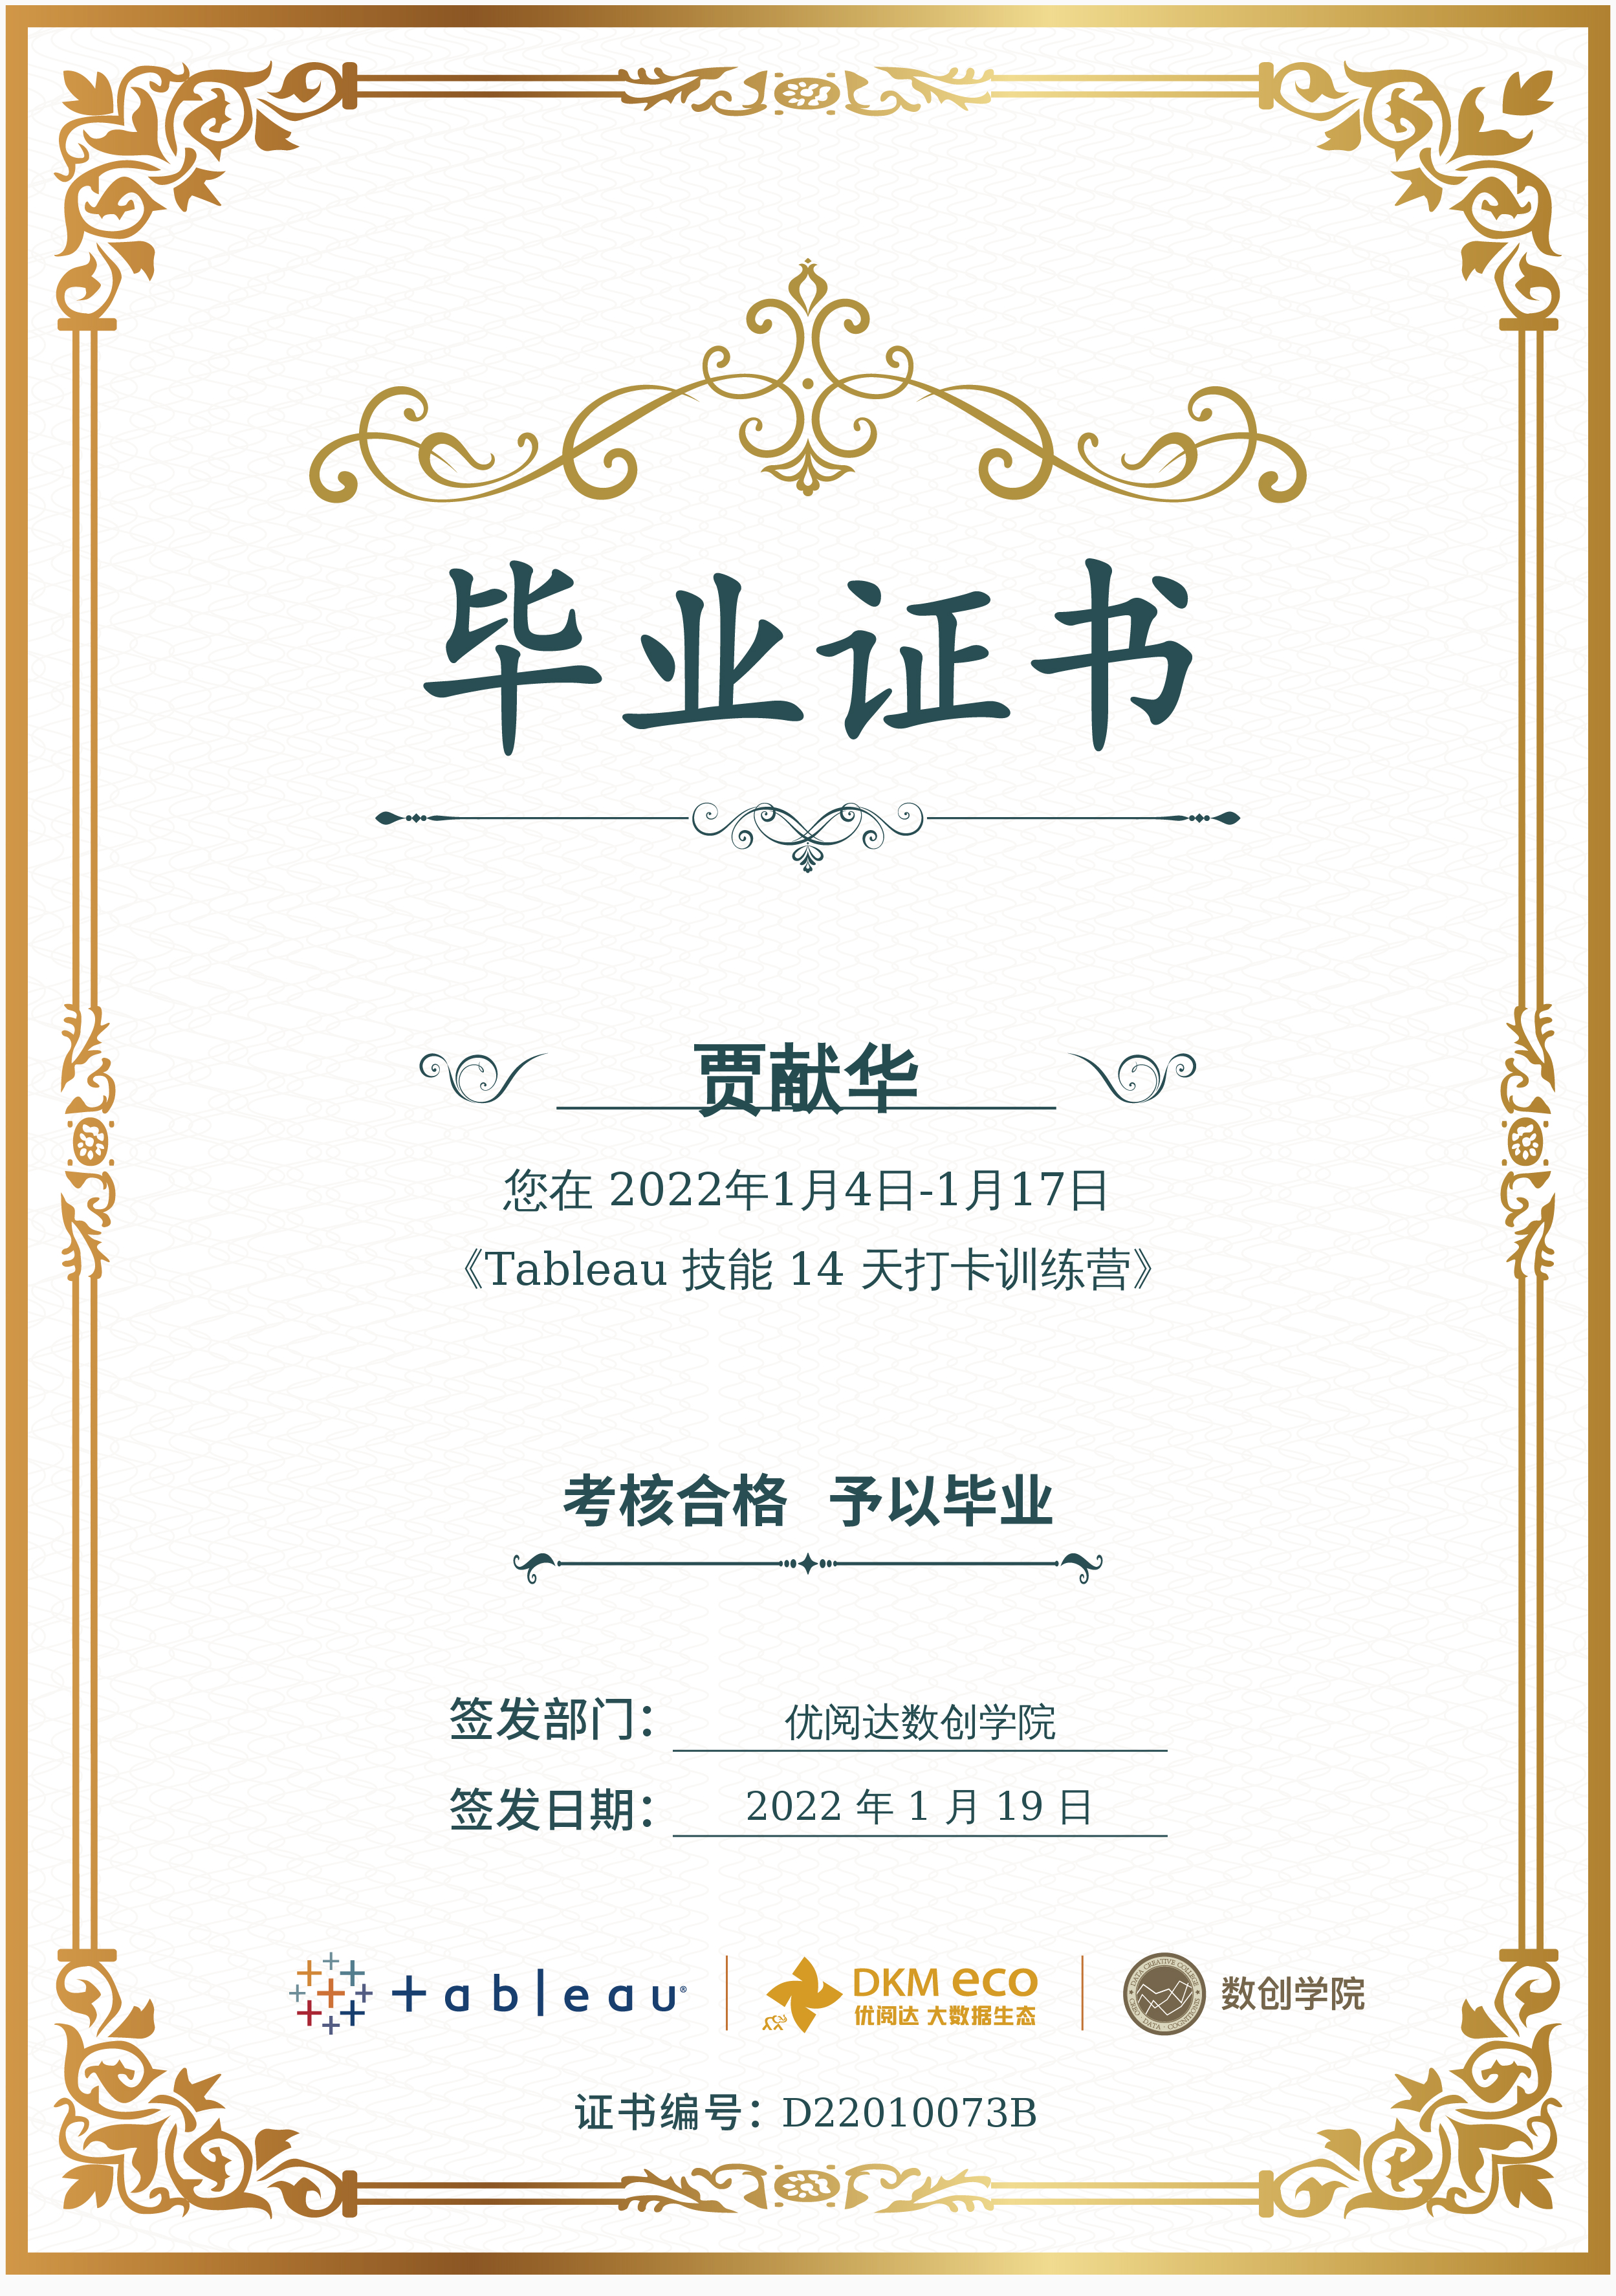 毕业证书
贾献华
您在 2022年1月4日-1月17日
《Tableau 技能 14 天打卡训练营》
考核合格 予以毕业
签发部门： 优阅达数创学院
签发日期： 2022 年 1 月 19 日
+ableau®
DKM eco
优阅达 大数据生态
DATA CREATIVE COLLEGE
数创学院
证书编号：D22010073B